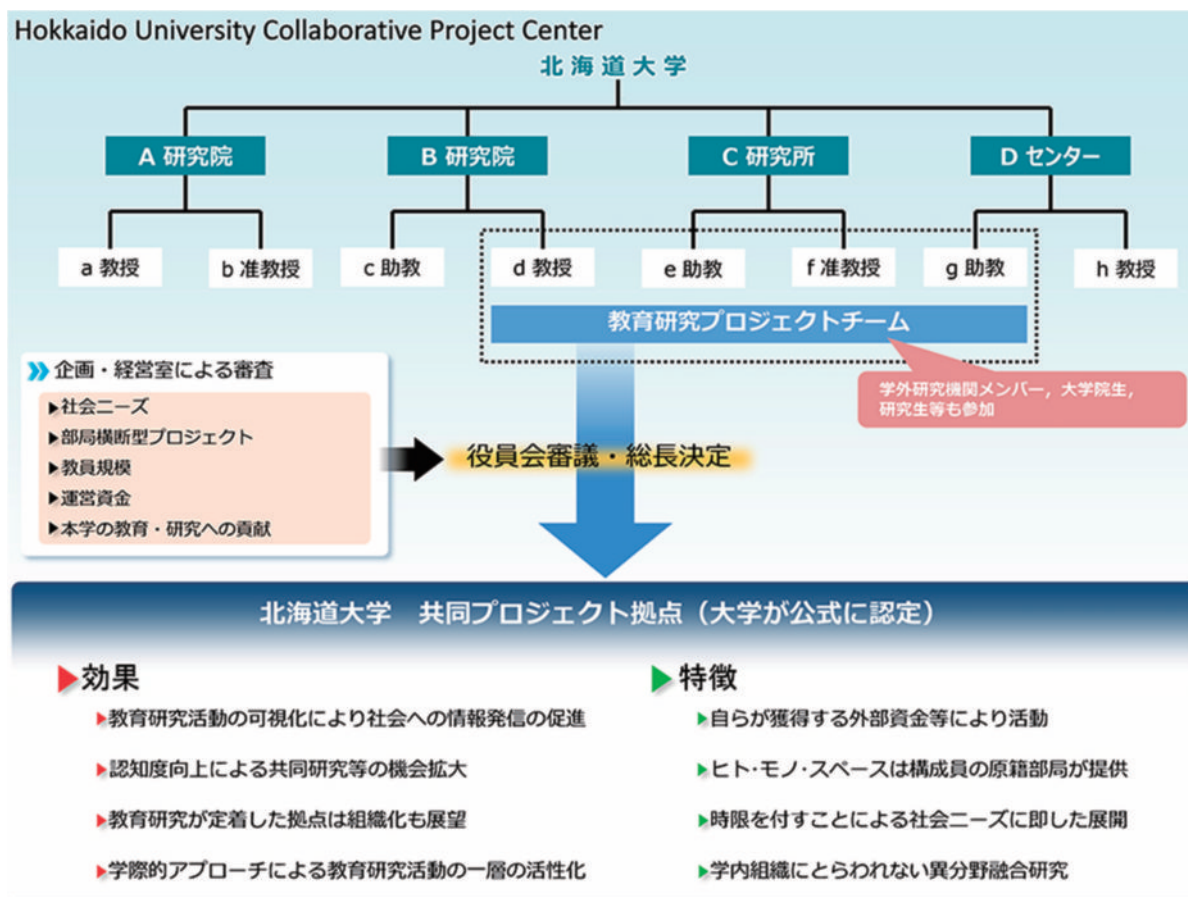 Hokkaido University Collaborative Project Center
北海道大学
A 研究院
B 研究院
C 研究所
D センター
a 教授
b 准教授
c 助教
d 教授
e 助教
f 准教授
g 助教
h 教授
教育研究プロジェクトチーム
学外研究機関メンバー，大学院生，
研究生等も参加
企画・経営室による審査
▶社会ニーズ
▶部局横断型プロジェクト
▶教員規模
▶運営資金
▶本学の教育・研究への貢献
役員会審議・総長決定
北海道大学　共同プロジェクト拠点（大学が公式に認定）
▶効果
▶教育研究活動の可視化により社会への情報発信の促進
▶認知度向上による共同研究等の機会拡大
▶教育研究が定着した拠点は組織化も展望
▶学際的アプローチによる教育研究活動の一層の活性化
▶特徴
▶自らが獲得する外部資金等により活動
▶ヒト・モノ・スペースは構成員の原籍部局が提供
▶時限を付すことによる社会ニーズに即した展開
▶学内組織にとらわれない異分野融合研究